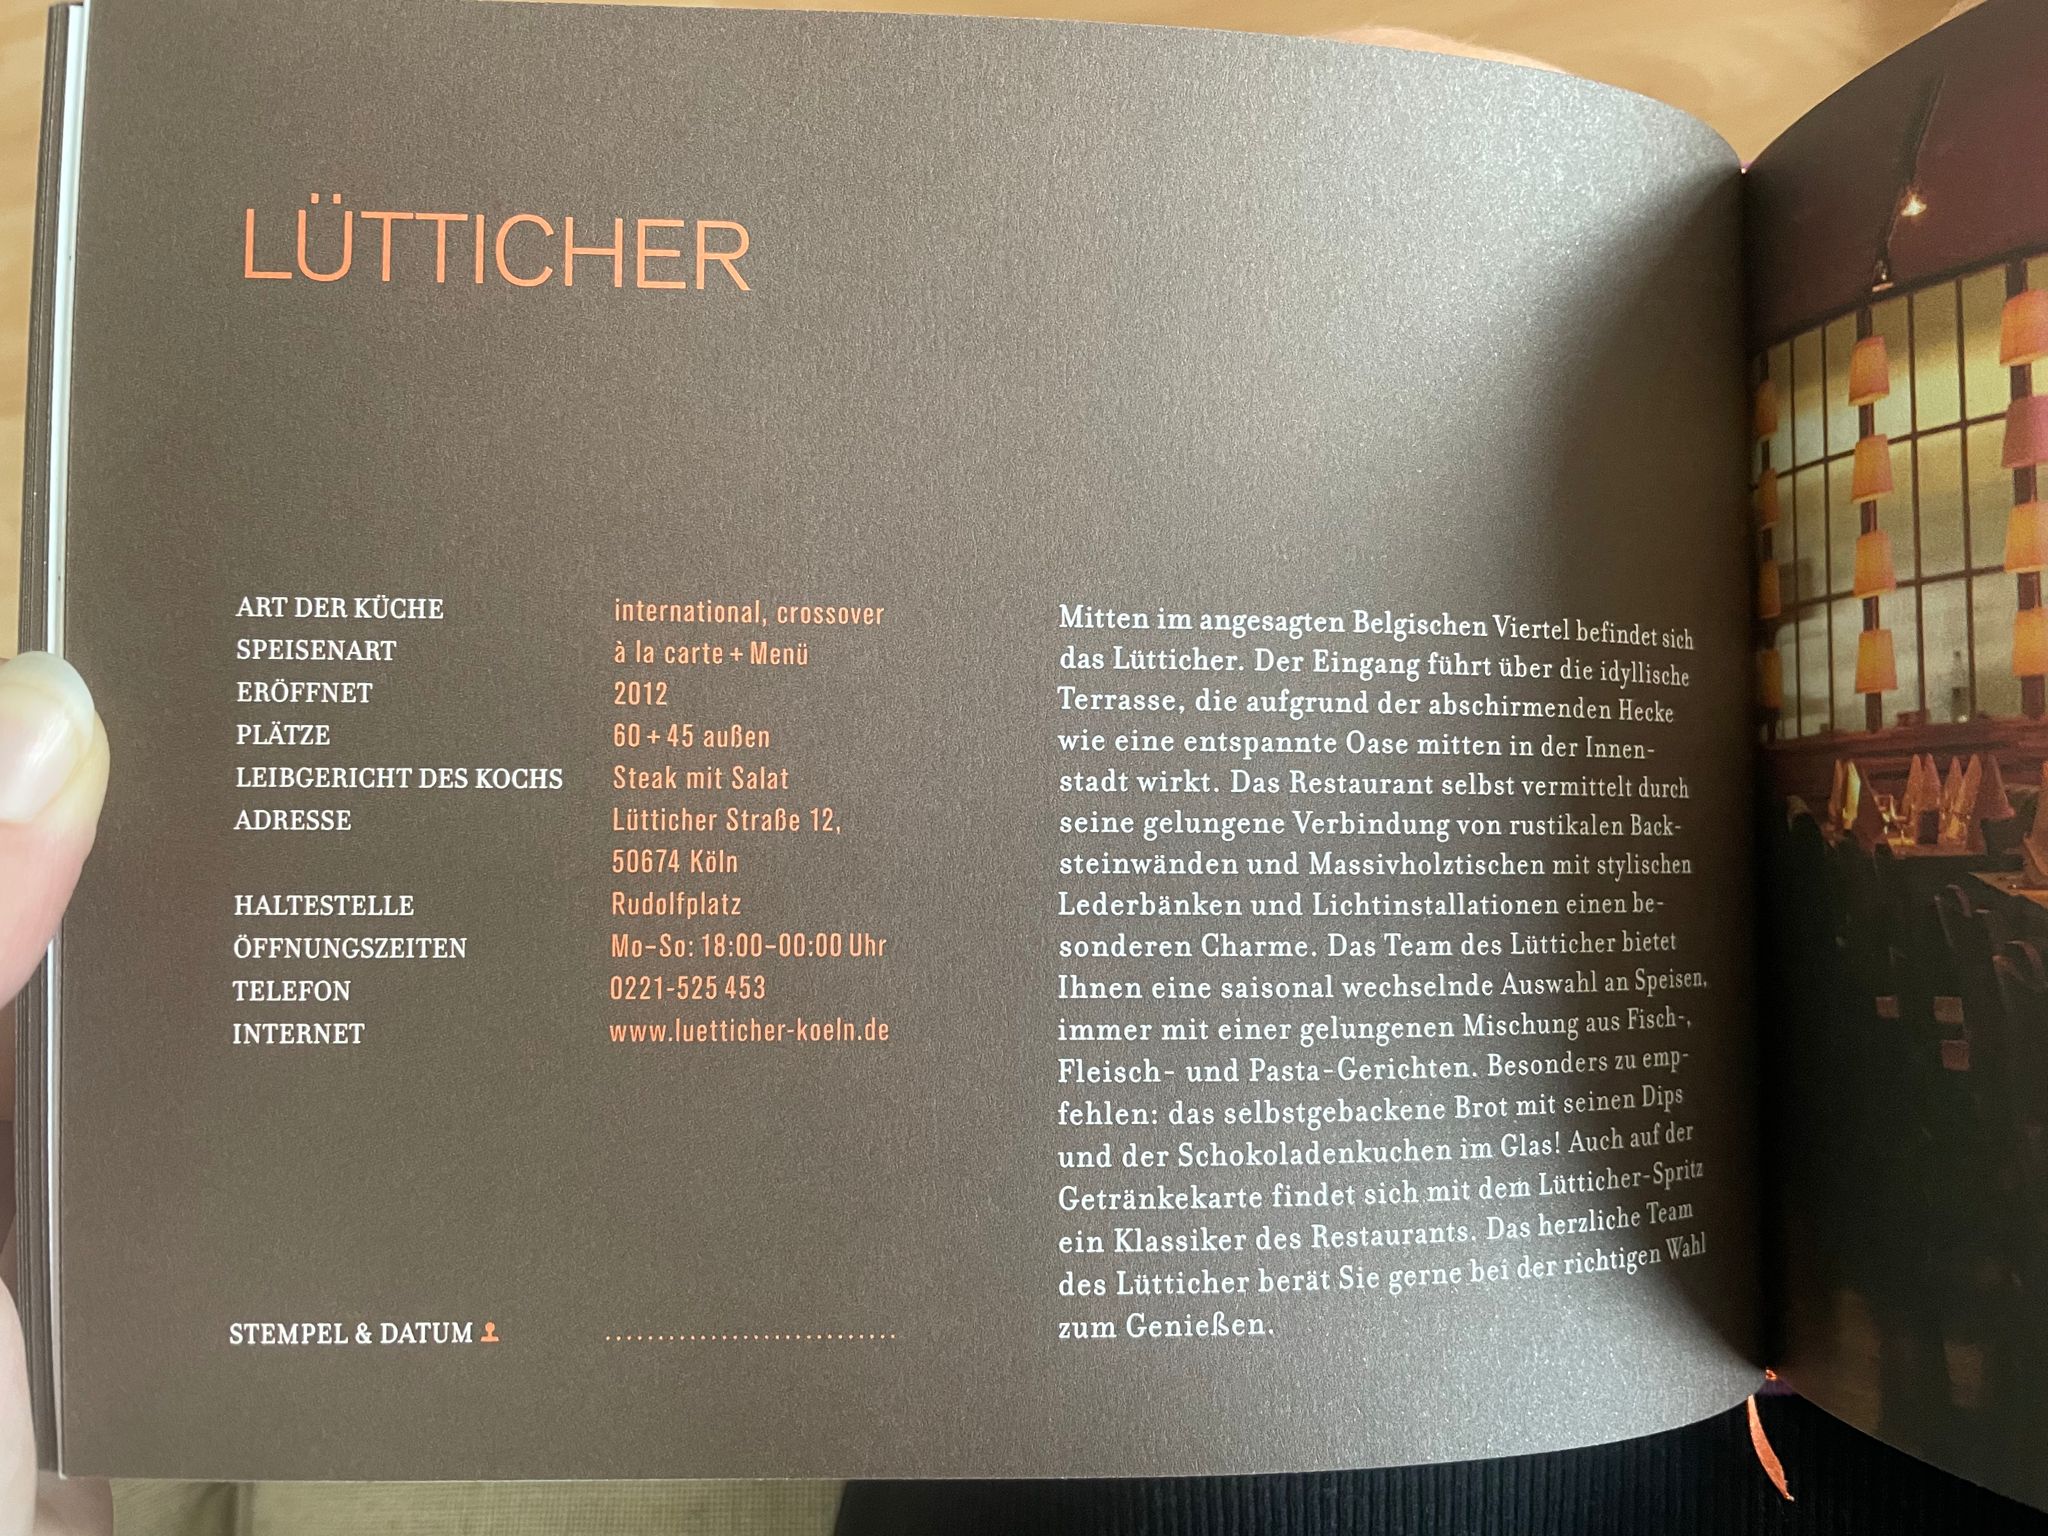 LÜTTICHER
ART DER KÜCHE international, crossover
SPEISENART à la carte + Menü
ERÖFFNET 2012
PLÄTZE 60 + 45 außen
LEIBGERICHT DES KOCHS Steak mit Salat
ADRESSE Lütticher Straße 12,
50674 Köln
HALTESTELLE Rudolfplatz
ÖFFNUNGSZEITEN Mo–So: 18:00–00:00 Uhr
TELEFON 0221-525 453
INTERNET www.luetticher-koeln.de
STEMPEL & DATUM
Mitten im angesagten Belgischen Viertel befindet sich
das Lütticher. Der Eingang führt über die idyllische
Terrasse, die aufgrund der abschirmenden Hecke
wie eine entspannte Oase mitten in der Innen-
stadt wirkt. Das Restaurant selbst vermittelt durch
seine gelungene Verbindung von rustikalen Back-
steinwänden und Massivholztischen mit stylischen
Lederbänken und Lichtinstallationen einen be-
sonderen Charme. Das Team des Lütticher bietet
Ihnen eine saisonal wechselnde Auswahl an Speisen,
immer mit einer gelungenen Mischung aus Fisch-,
Fleisch- und Pasta-Gerichten. Besonders zu emp-
fehlen: das selbstgebackene Brot mit seinen Dips
und der Schokoladenkuchen im Glas! Auch auf der
Getränkekarte findet sich mit dem Lütticher-Spritz
ein Klassiker des Restaurants. Das herzliche Team
des Lütticher berät Sie gerne bei der richtigen Wahl
zum Genießen.